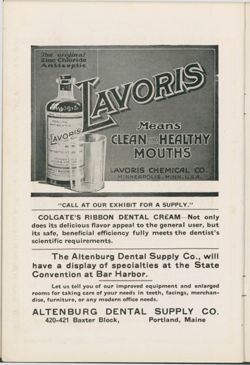 The original
Zinc Chloride
Antiseptic
LAVORIS
LAVORIS
Means
CLEAN and HEALTHY
MOUTHS
LAVORIS CHEMICAL CO.
MINNEAPOLIS, MINN. U.S.A.
"CALL AT OUR EXHIBIT FOR A SUPPLY."
COLGATE'S RIBBON DENTAL CREAM—Not only
does its delicious flavor appeal to the general user, but
its safe, beneficial efficiency fully meets the dentist's
scientific requirements.
The Altenburg Dental Supply Co., will
have a display of specialties at the State
Convention at Bar Harbor.
Let us tell you of our improved equipment and enlarged
rooms for taking care of your needs in teeth, facings, merchan-
dise, furniture, or any modern office needs.
ALTENBURG DENTAL SUPPLY CO.
420-421 Baxter Block, Portland, Maine